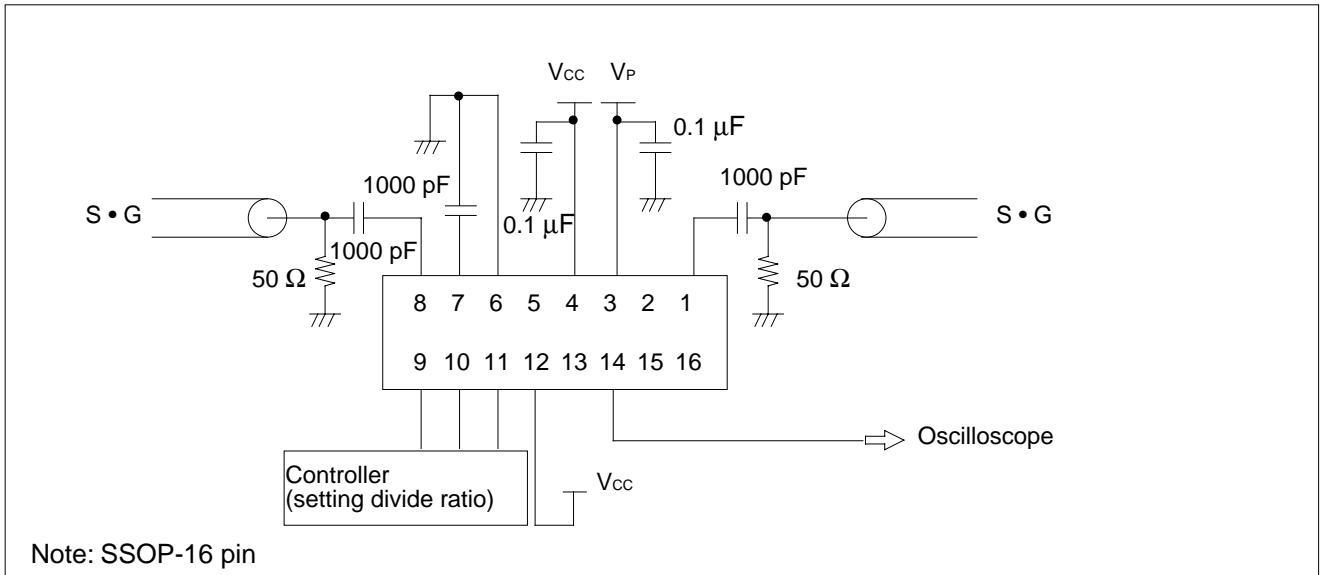 VCC VP
0.1 μF
1000 pF
1000 pF
S • G
S • G
0.1 μF
1000 pF
50 Ω
50 Ω
8 7 6 5 4 3 2 1
9 10 11 12 13 14 15 16
Oscilloscope
Controller
(setting divide ratio)
VCC
Note: SSOP-16 pin